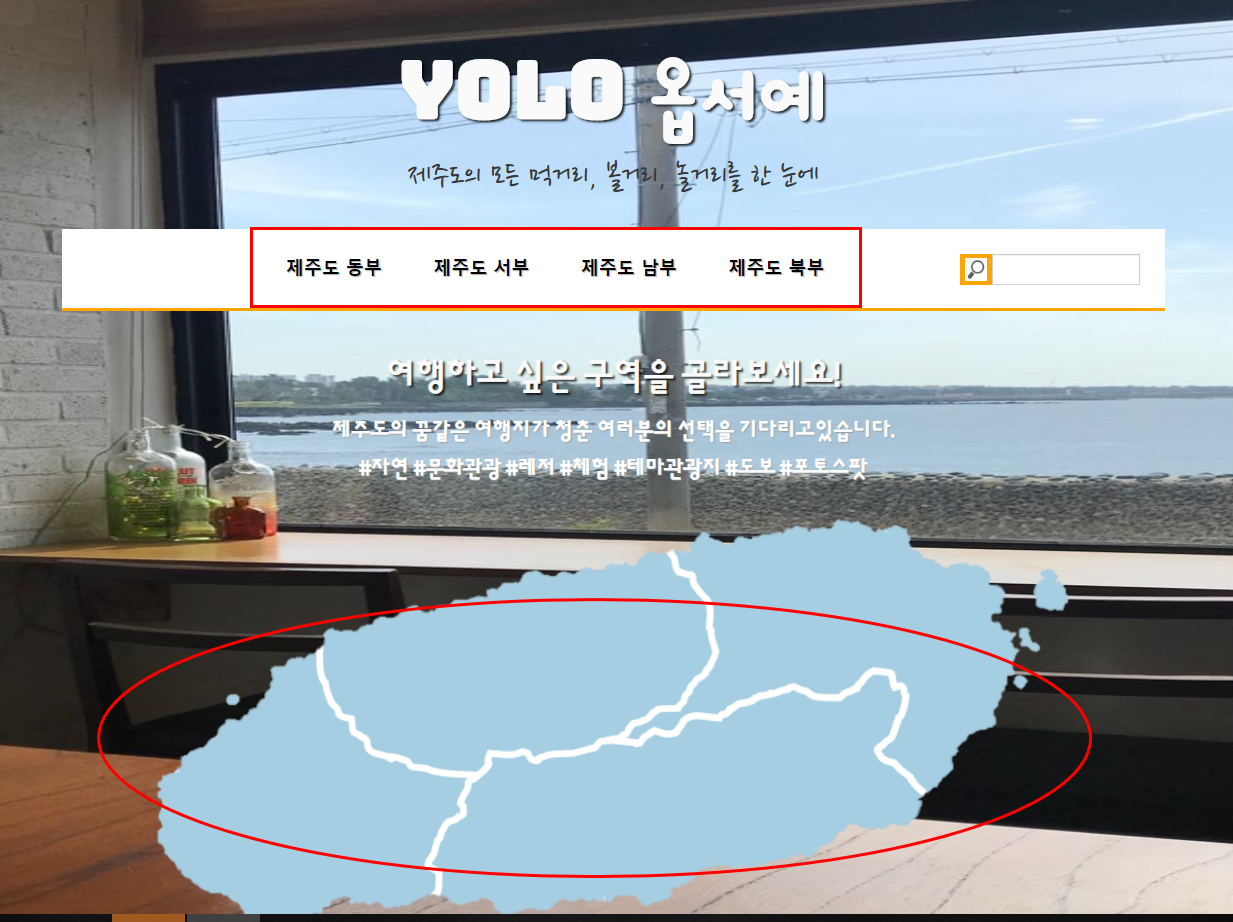 YOLO 옵서예
제주도의 모든 먹거리, 볼거리, 놀거리를 한 눈에
제주도 동부 제주도 서부 제주도 남부 제주도 북부
여행하고 싶은 구역을 골라보세요!
제주도의 꿈같은 여행지가 청춘 여러분의 선택을 기다리고있습니다.
#자연 #문화관광 #레저 #체험 #테마관광지 #도보 #포토스팟